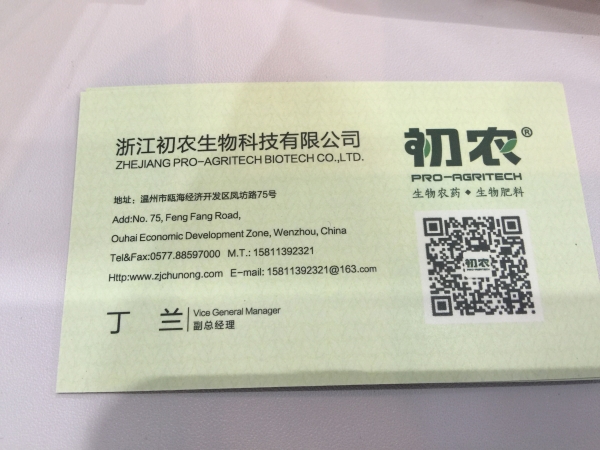 浙江初农生物科技有限公司
ZHEJIANG PRO-AGRITECH BIOTECH CO.,LTD.
地址: 温州市瓯海经济开发区凤坊路75号
Add:No. 75, Feng Fang Road,
Ouhai Economic Development Zone, Wenzhou, China
Tel&Fax:0577.88597000 M.T.: 15811392321
Http:www.zjchunong.com E-mail: 15811392321@163.com
丁 兰
Vice General Manager
副总经理
初农®
PRO-AGRITECH
生物农药 · 生物肥料
初农